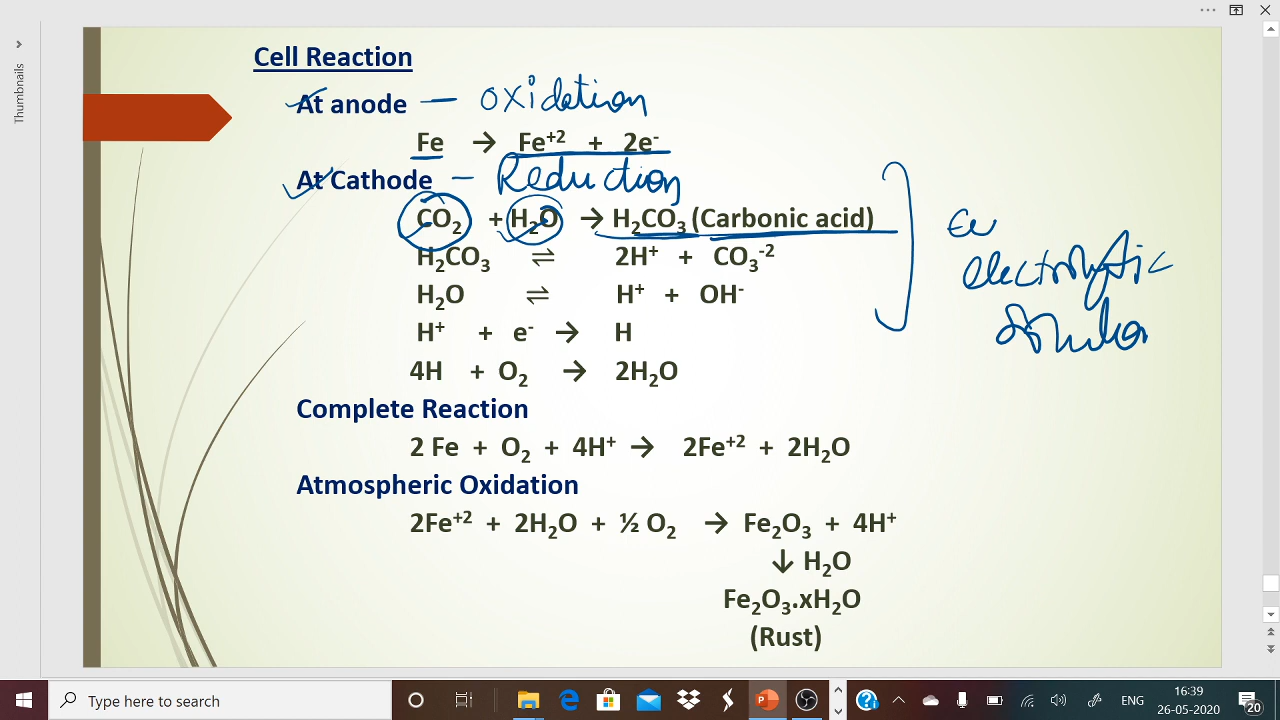 Thumbnails
Cell Reaction
At anode — oxidation
Fe → Fe+2 + 2e-
At Cathode — Reduction
CO2 + H2O → H2CO3 (Carbonic acid)
H2CO3 ⇌ 2H+ + CO3-2
H2O ⇌ H+ + OH-
H+ + e- → H
4H + O2 → 2H2O
electrolytic
solution
Complete Reaction
2 Fe + O2 + 4H+ → 2Fe+2 + 2H2O
Atmospheric Oxidation
2Fe+2 + 2H2O + ½ O2 → Fe2O3 + 4H+
↓ H2O
Fe2O3.xH2O
(Rust)
Type here to search
ENG
16:39
26-05-2020
20